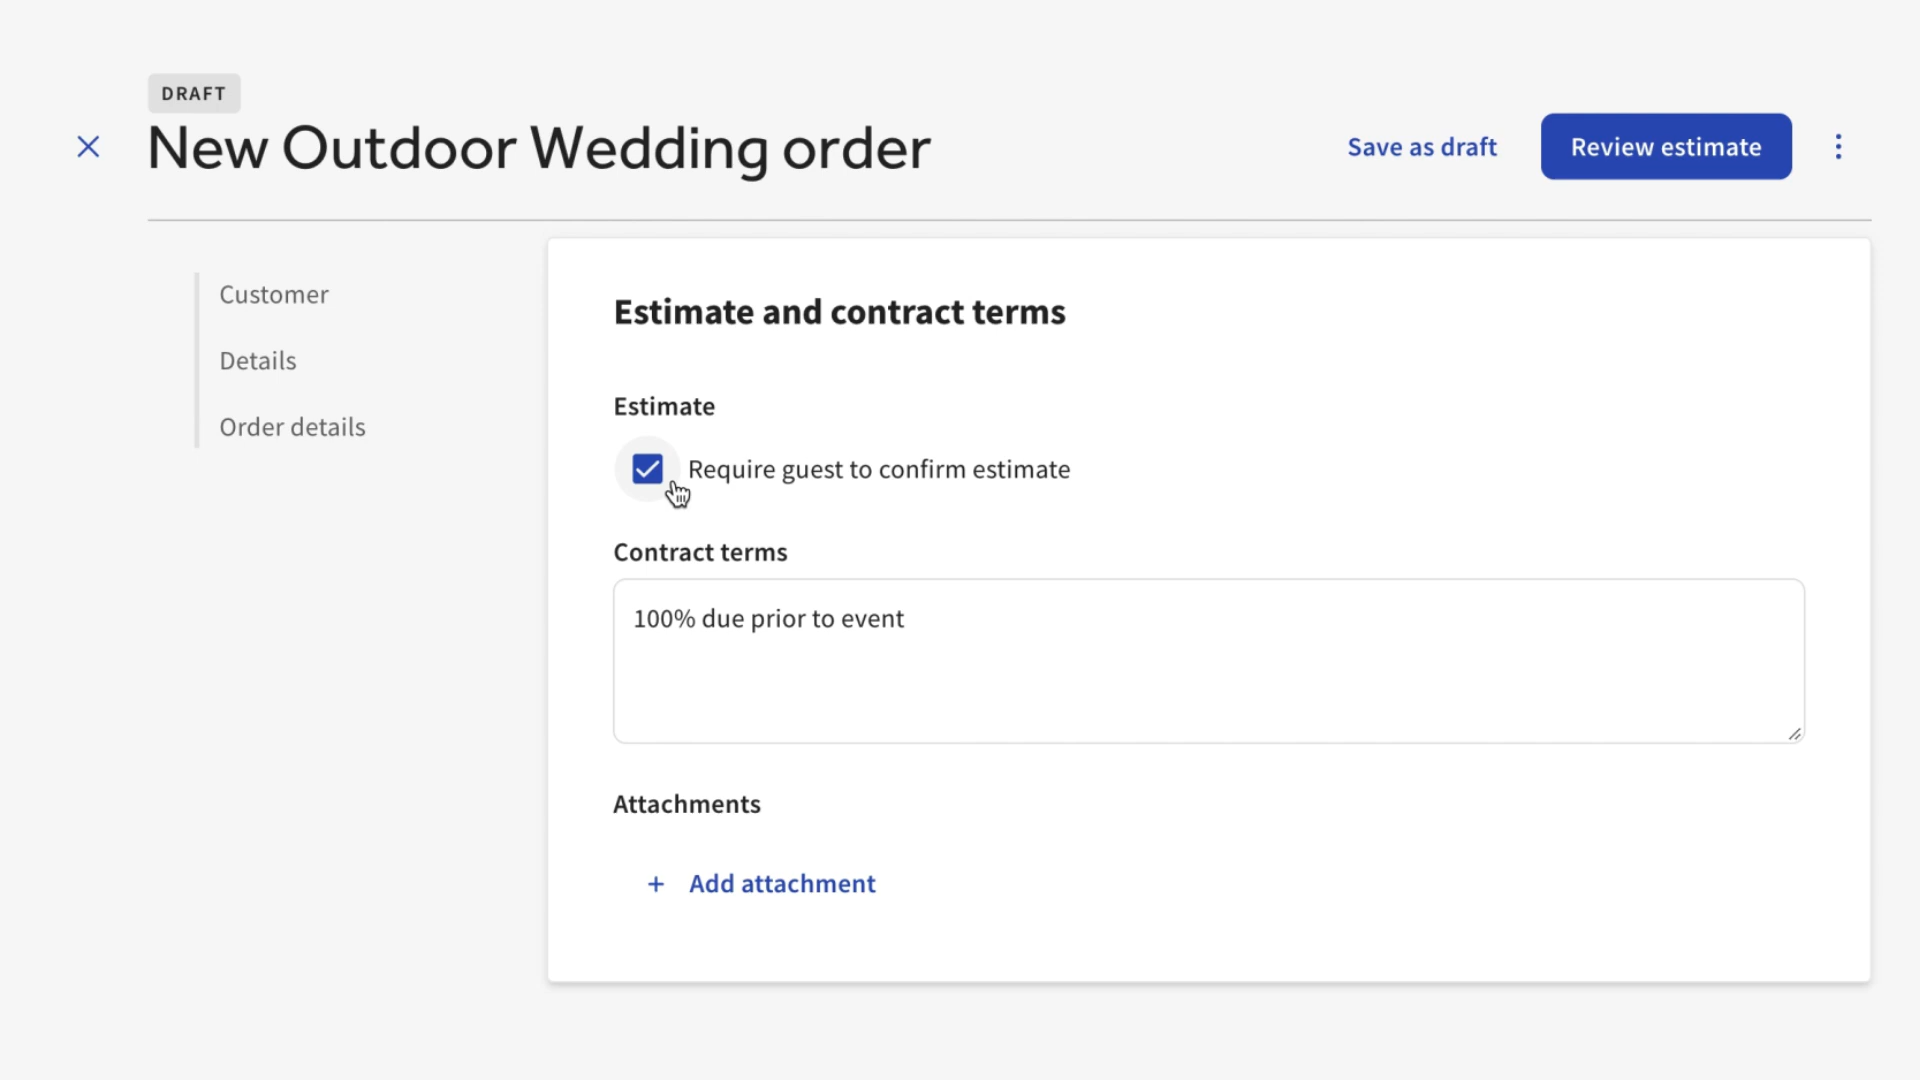 DRAFT
New Outdoor Wedding order
Save as draft
Review estimate
Customer
Details
Order details
Estimate and contract terms
Estimate
Require guest to confirm estimate
Contract terms
100% due prior to event
Attachments
+ Add attachment